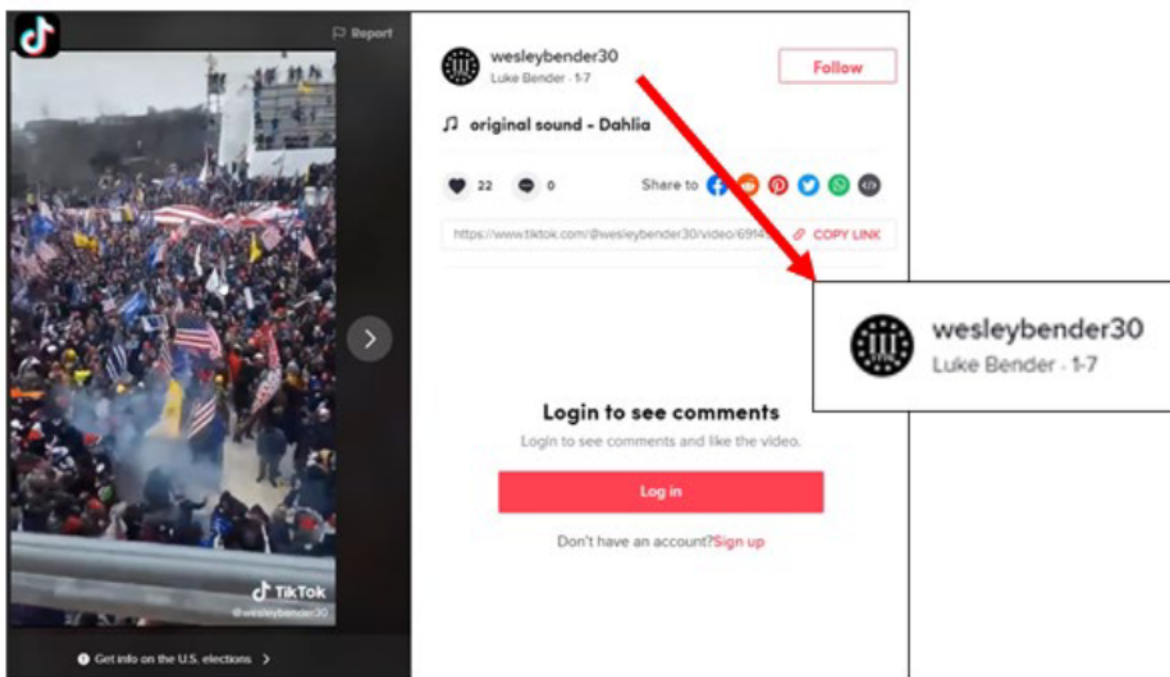 Report
wesleybender30
Luke Bender · 1-7
Follow
original sound - Dahlia
22
0
Share to
https://www.tiktok.com/@wesleybender30/video/6914
COPY LINK
wesleybender30
Luke Bender · 1-7
Login to see comments
Login to see comments and like the video.
Log in
Don't have an account?Sign up
TikTok
@wesleybender30
Get info on the U.S. elections